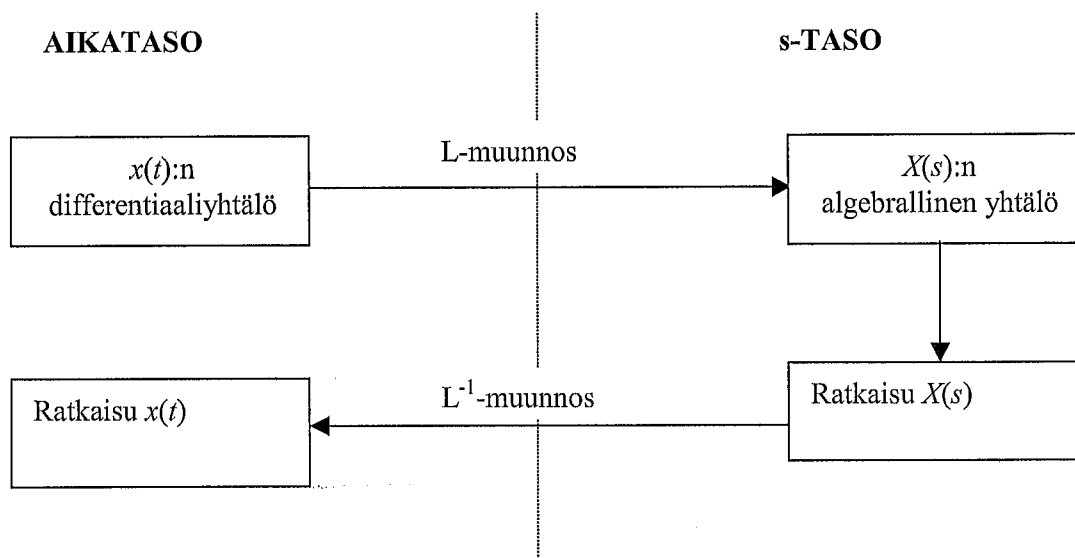 AIKATASO
s-TASO
L-muunnos
x(t):n
differentiaaliyhtälö
X(s):n
algebrallinen yhtälö
L⁻¹-muunnos
Ratkaisu x(t)
Ratkaisu X(s)